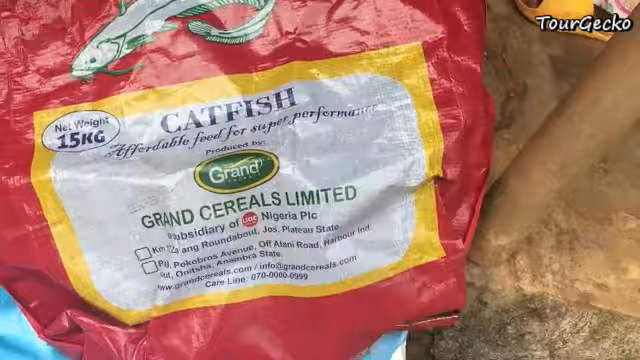 TourGecko
Net Weight
15KG
CATFISH
Affordable feed for super performance
Produced by:
Grand
GRAND CEREALS LIMITED
subsidiary of uac Nigeria Plc
Roundabout, Jos, Plateau State.
Pokobros Avenue, Off Atani Road, Harbour Ind.
Onitsha, Anambra State.
www.grandcereals.com / info@grandcereals.com
Care Line: 070-0000-0999